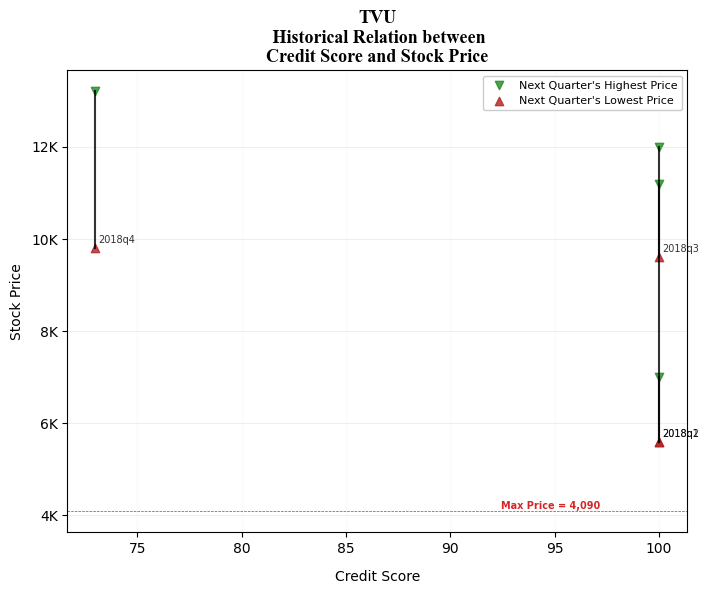 TVU
Historical Relation between
Credit Score and Stock Price
Next Quarter's Highest Price
Next Quarter's Lowest Price
12K
10K
8K
6K
4K
Stock Price
2018q4
2018q3
Max Price = 4,090
75
80
85
90
95
100
Credit Score